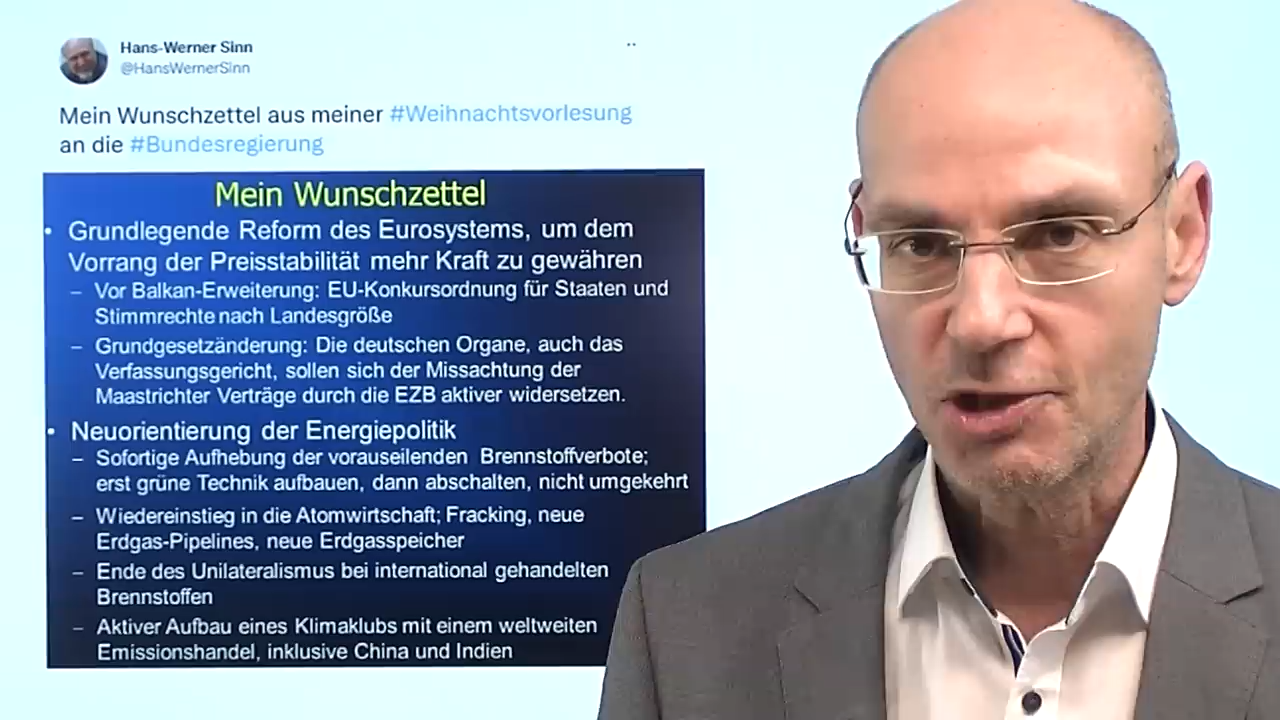 Hans-Werner Sinn
@HansWernerSinn
Mein Wunschzettel aus meiner #Weihnachtsvorlesung
an die #Bundesregierung
Mein Wunschzettel
• Grundlegende Reform des Eurosystems, um dem
Vorrang der Preisstabilität mehr Kraft zu gewähren
– Vor Balkan-Erweiterung: EU-Konkursordnung für Staaten und
Stimmrechte nach Landesgröße
– Grundgesetzänderung: Die deutschen Organe, auch das
Verfassungsgericht, sollen sich der Missachtung der
Maastrichter Verträge durch die EZB aktiver widersetzen.
• Neuorientierung der Energiepolitik
– Sofortige Aufhebung der vorauseilenden Brennstoffverbote;
erst grüne Technik aufbauen, dann abschalten, nicht umgekehrt
– Wiedereinstieg in die Atomwirtschaft; Fracking, neue
Erdgas-Pipelines, neue Erdgasspeicher
– Ende des Unilateralismus bei international gehandelten
Brennstoffen
– Aktiver Aufbau eines Klimaklubs mit einem weltweiten
Emissionshandel, inklusive China und Indien